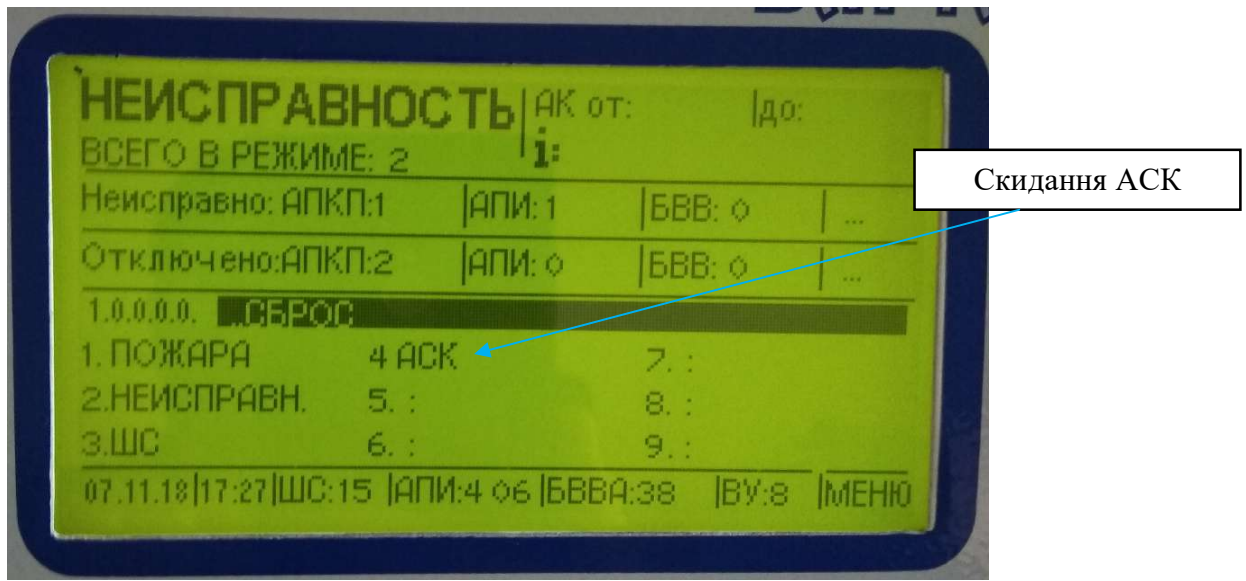 НЕИСПРАВНОСТЬ|АК от: |до:
ВСЕГО В РЕЖИМЕ: 2 i:
Скидання АСК
Неисправно:АПКП:1 |АПИ: 1 |БВВ: 0 | ...
Отключено:АПКП:2 |АПИ: 0 |БВВ: 0 | ...
1.0.0.0.0. ...СБРОС
1. ПОЖАРА 4 АСК 7. :
2.НЕИСПРАВН. 5. : 8. :
3.ШС 6. : 9. :
07.11.18|17:27|ШС:15 |АПИ:4 06 |БВВА:38 |ВУ:8 |МЕНЮ